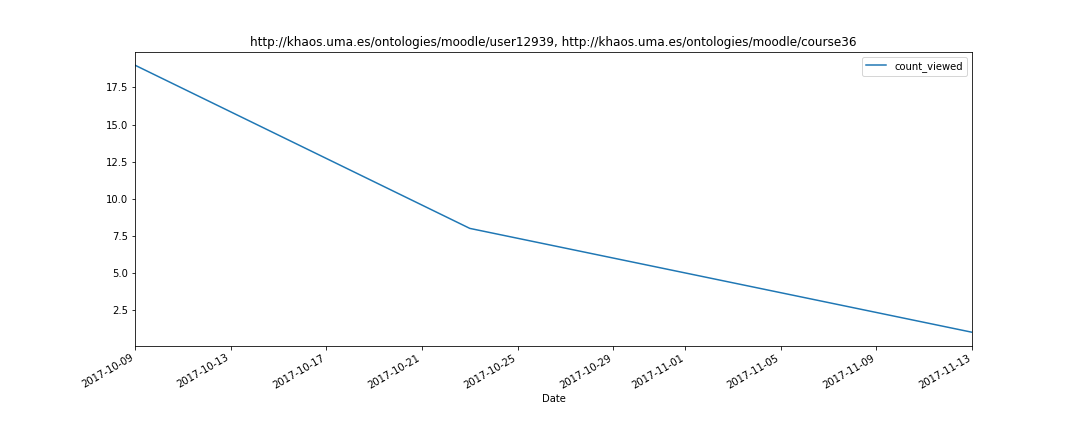 http://khaos.uma.es/ontologies/moodle/user12939, http://khaos.uma.es/ontologies/moodle/course36
count_viewed
17.5
15.0
12.5
10.0
7.5
5.0
2.5
2017-10-09 2017-10-13 2017-10-17 2017-10-21 2017-10-25 2017-10-29 2017-11-01 2017-11-05 2017-11-09 2017-11-13
Date